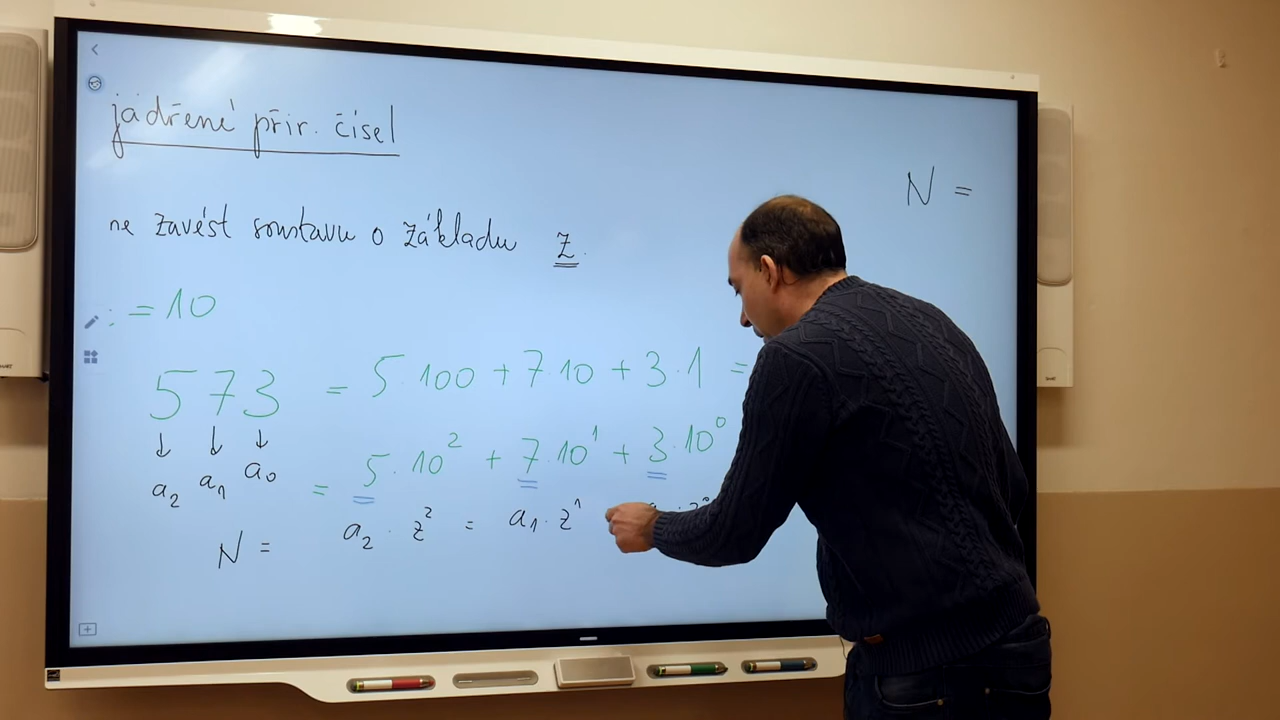 jádření přir. čísel
N =
ne zavést soustavu o základu z.
: = 10
573 = 5·100 + 7·10 + 3·1 =
↓ ↓ ↓
a₂ a₁ a₀
= 5·10² + 7·10¹ + 3·10⁰
N = a₂·z² = a₁·z¹